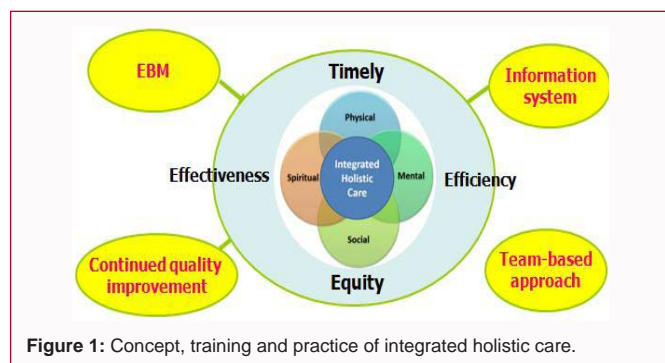 EBM
Timely
Information
system
Physical
Effectiveness
Spiritual
Integrated
Holistic
Care
Mental
Efficiency
Social
Continued quality
improvement
Equity
Team-based
approach
Figure 1: Concept, training and practice of integrated holistic care.